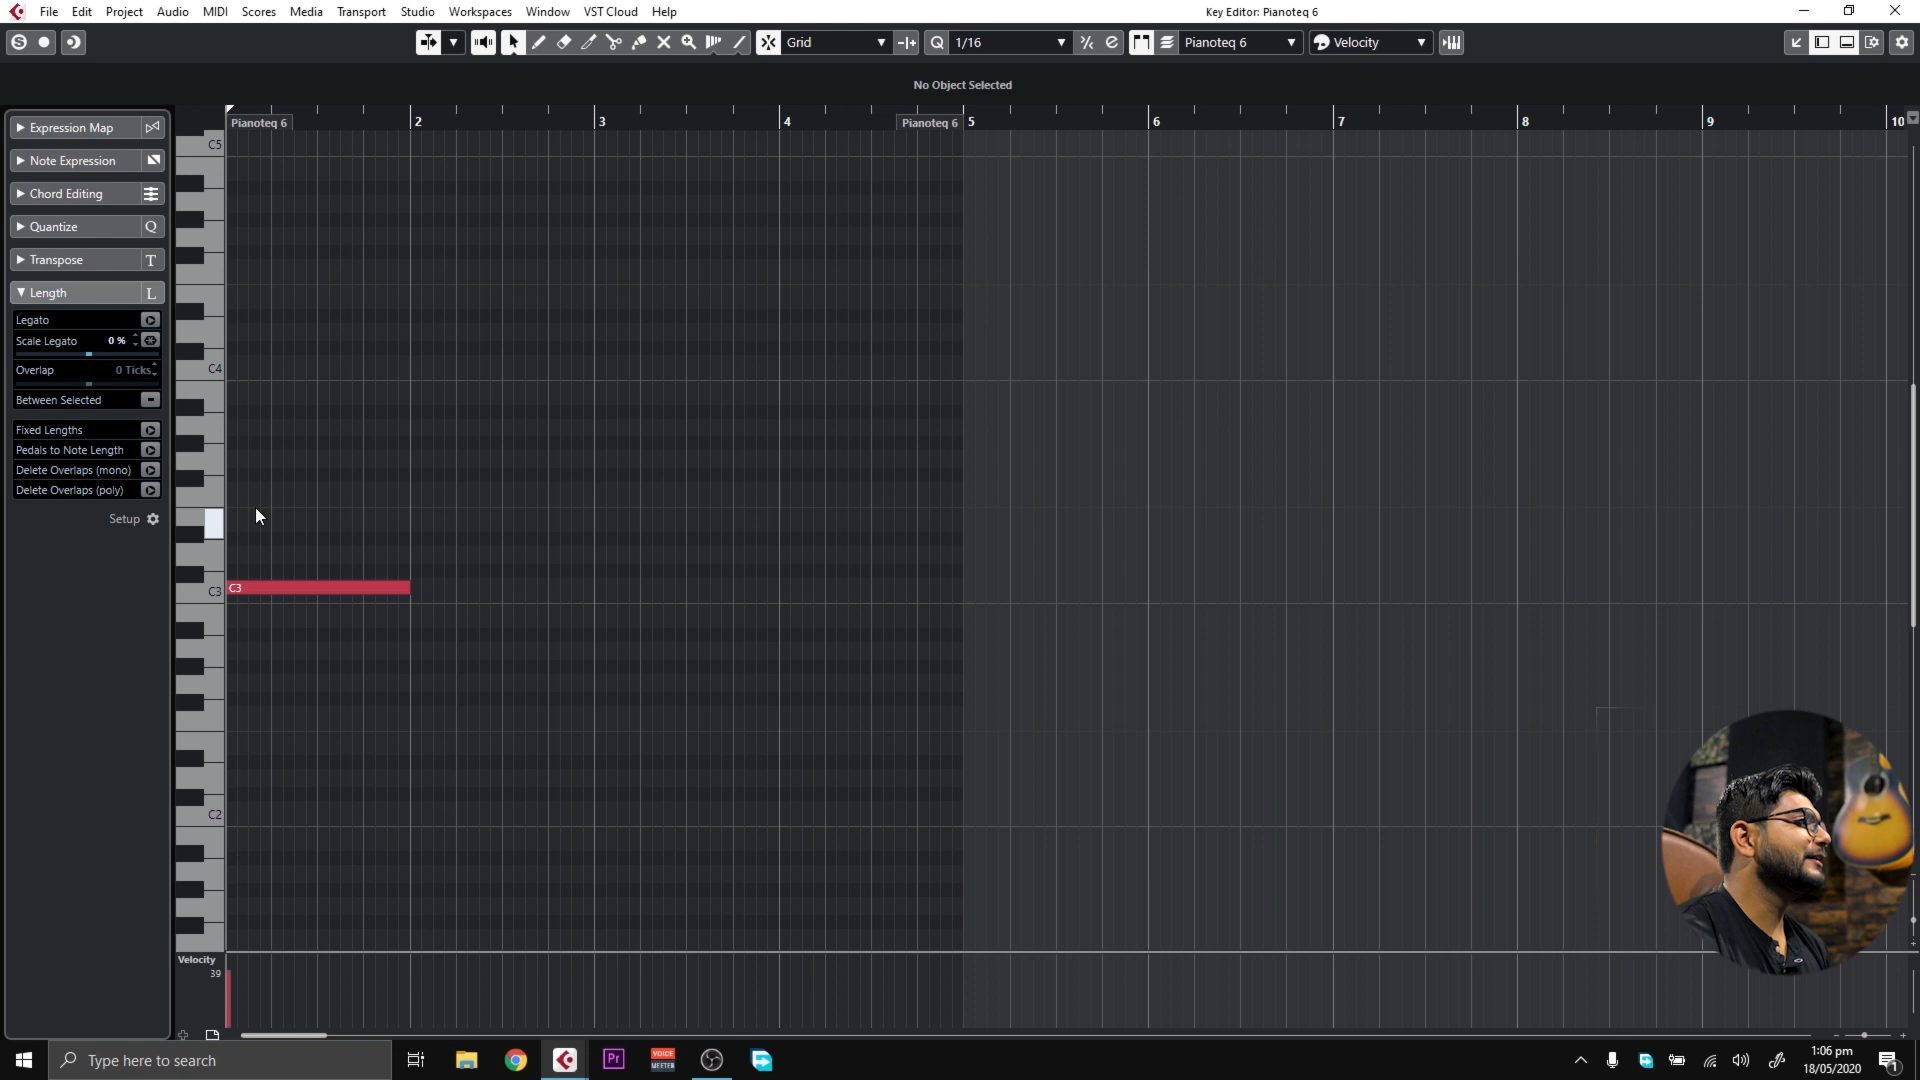 File Edit Project Audio MIDI Scores Media Transport Studio Workspaces Window VST Cloud Help
Key Editor: Pianoteq 6
Grid
Q 1/16
Pianoteq 6
Velocity
No Object Selected
Pianoteq 6
2 3 4
Pianoteq 6
5 6 7 8 9 10
Expression Map
Note Expression
Chord Editing
Quantize Q
Transpose T
Length L
Legato
Scale Legato 0 %
Overlap 0 Ticks
Between Selected
Fixed Lengths
Pedals to Note Length
Delete Overlaps (mono)
Delete Overlaps (poly)
Setup
C5
C4
C3
C3
C2
Velocity
39
Type here to search
Pr
VOICE
MEETER
1:06 pm
18/05/2020
1